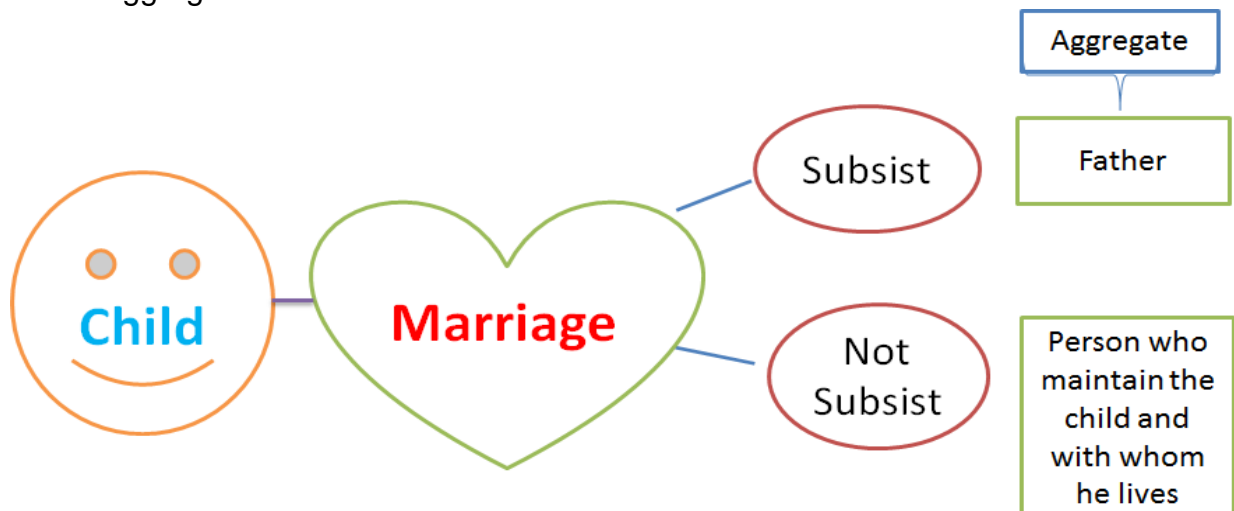 Aggregate
Subsist
Father
Child
Marriage
Not
Subsist
Person who
maintain the
child and
with whom
he lives